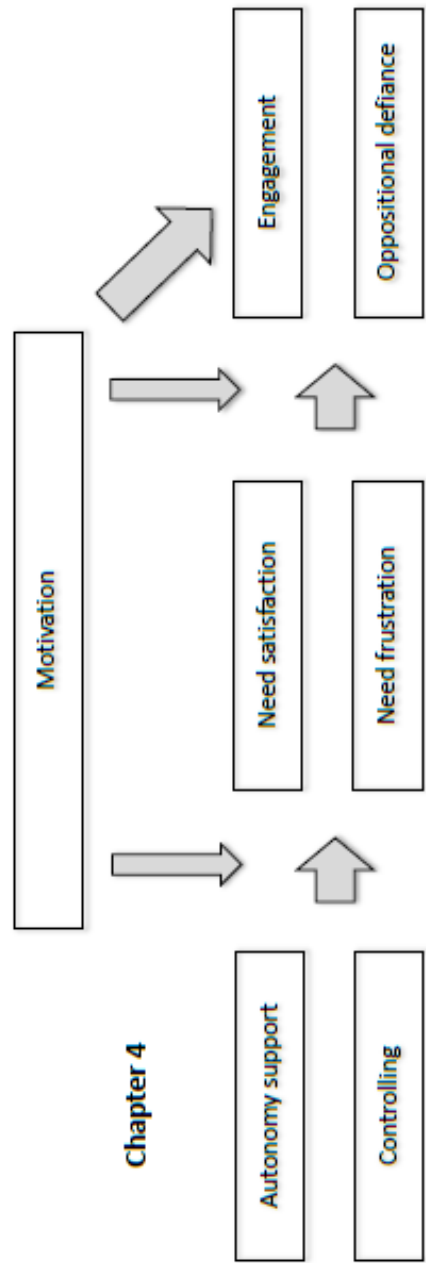 Motivation
Chapter 4
Autonomy support
Need satisfaction
Engagement
Controlling
Need frustration
Oppositional defiance